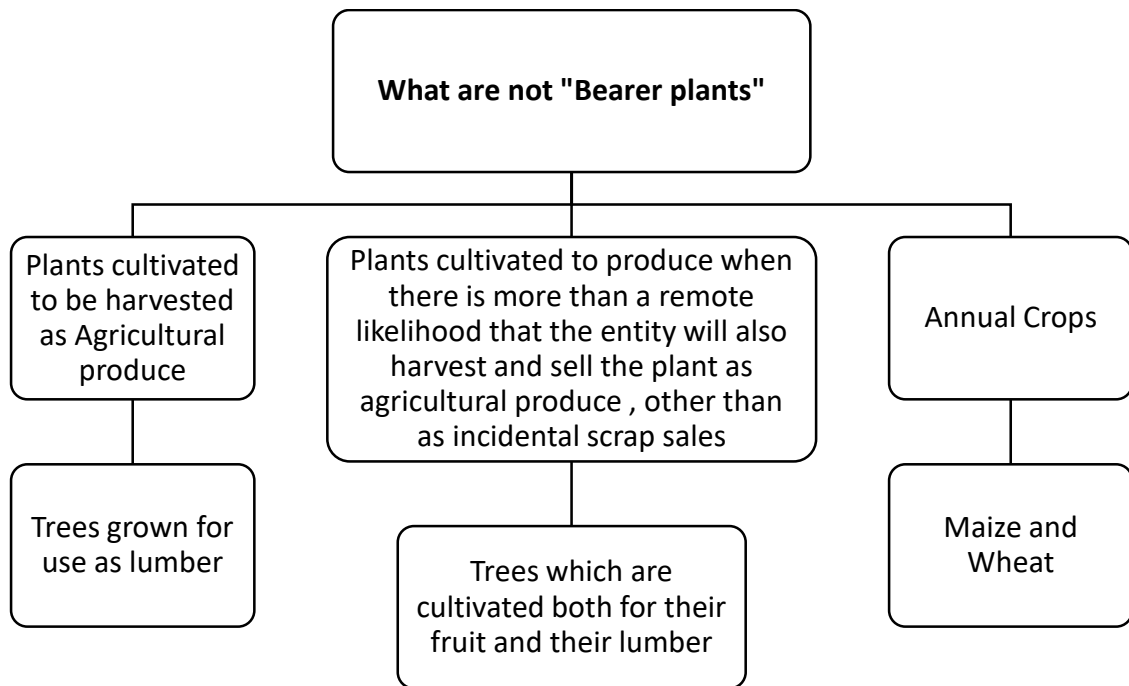 What are not "Bearer plants"
Plants cultivated
to be harvested
as Agricultural
produce
Plants cultivated to produce when
there is more than a remote
likelihood that the entity will also
harvest and sell the plant as
agricultural produce , other than
as incidental scrap sales
Annual Crops
Trees grown for
use as lumber
Trees which are
cultivated both for their
fruit and their lumber
Maize and
Wheat